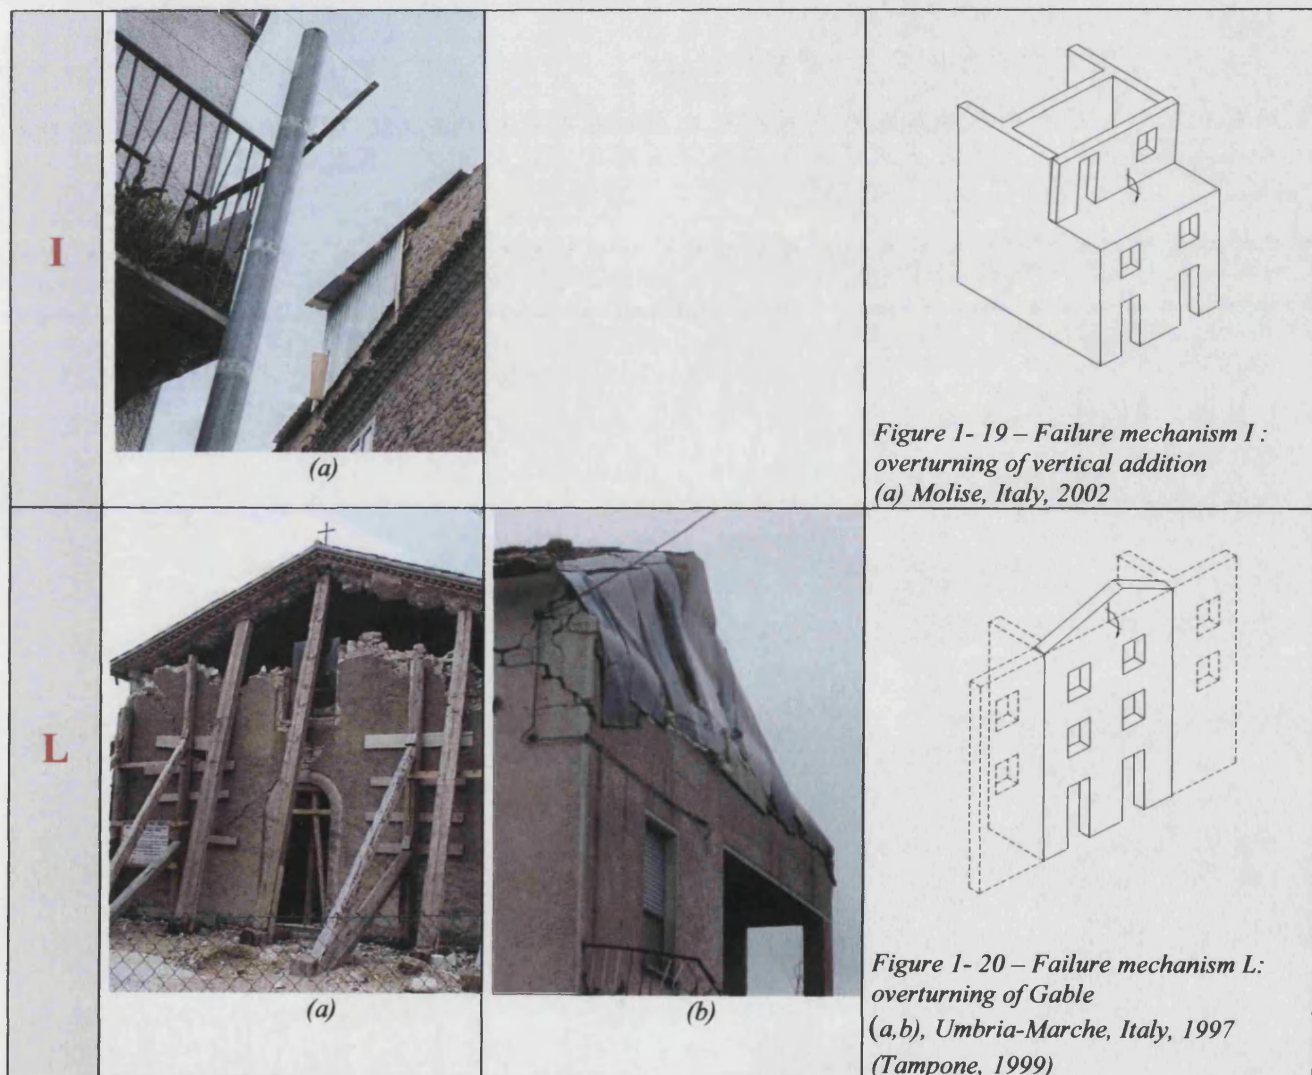 I
(a)
Figure 1- 19 – Failure mechanism I :
overturning of vertical addition
(a) Molise, Italy, 2002
L
(a)
(b)
Figure 1- 20 – Failure mechanism L:
overturning of Gable
(a,b), Umbria-Marche, Italy, 1997
(Tampone, 1999)